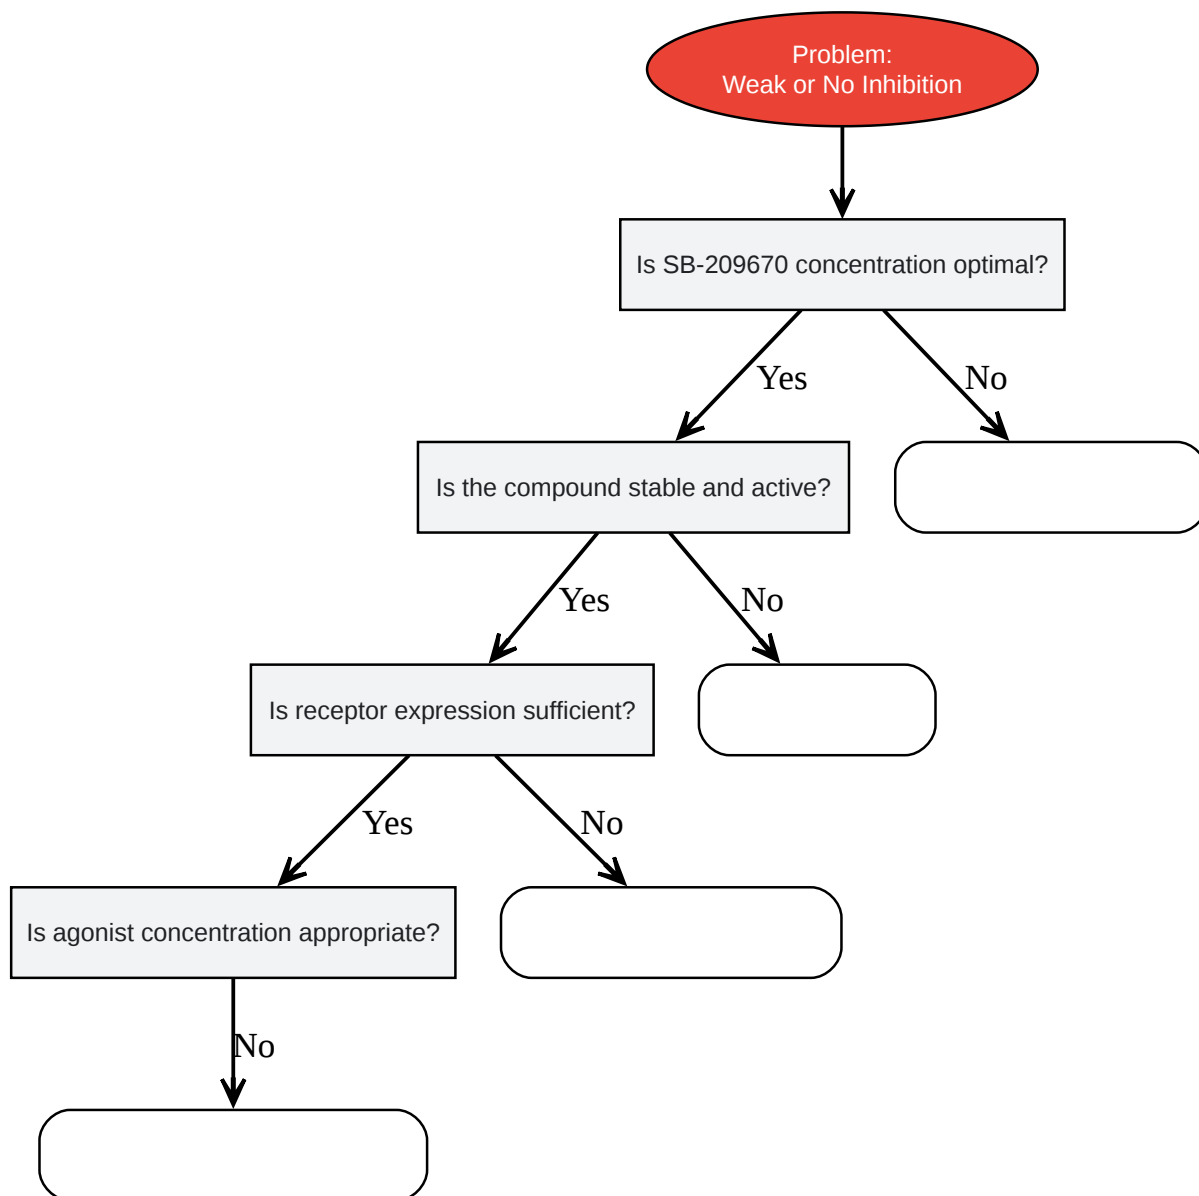 Problem:
Weak or No Inhibition
Is SB-209670 concentration optimal?
Yes
No
Is the compound stable and active?
Yes
No
Is receptor expression sufficient?
Yes
No
Is agonist concentration appropriate?
No